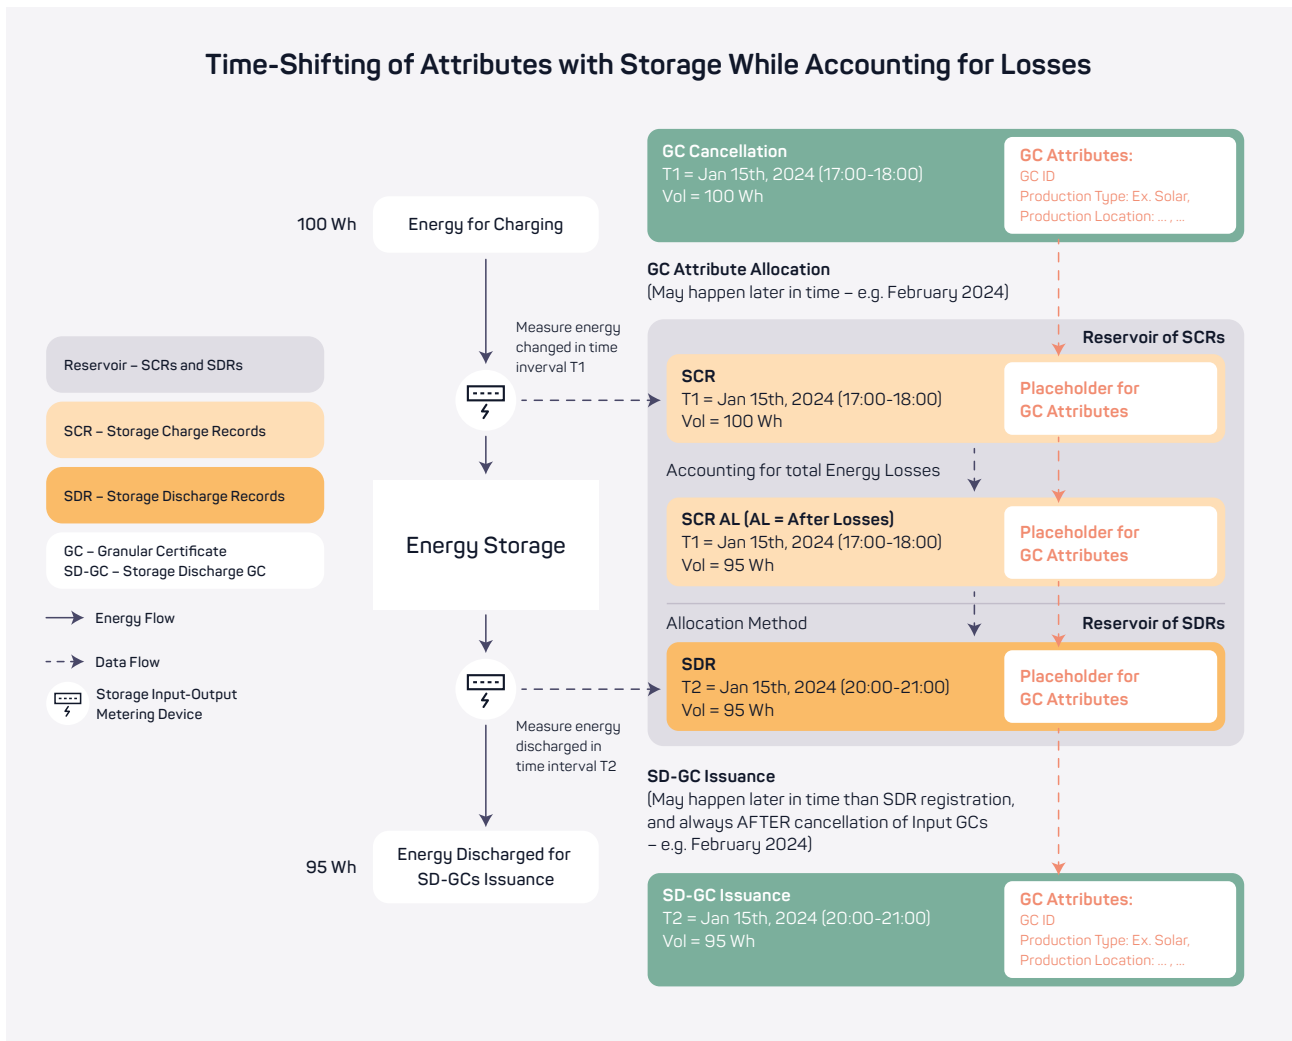 Time-Shifting of Attributes with Storage While Accounting for Losses
100 Wh
Energy for Charging
Measure energy
changed in time
inverval T1
Energy Storage
Measure energy
discharged in
time interval T2
95 Wh
Energy Discharged for
SD-GCs Issuance
Reservoir – SCRs and SDRs
SCR – Storage Charge Records
SDR – Storage Discharge Records
GC – Granular Certificate
SD-GC – Storage Discharge GC
Energy Flow
Data Flow
Storage Input-Output
Metering Device
GC Cancellation
T1 = Jan 15th, 2024 (17:00-18:00)
Vol = 100 Wh
GC Attributes:
GC ID
Production Type: Ex. Solar,
Production Location: ... , ...
GC Attribute Allocation
(May happen later in time – e.g. February 2024)
Reservoir of SCRs
SCR
T1 = Jan 15th, 2024 (17:00-18:00)
Vol = 100 Wh
Placeholder for
GC Attributes
Accounting for total Energy Losses
SCR AL (AL = After Losses)
T1 = Jan 15th, 2024 (17:00-18:00)
Vol = 95 Wh
Placeholder for
GC Attributes
Allocation Method
Reservoir of SDRs
SDR
T2 = Jan 15th, 2024 (20:00-21:00)
Vol = 95 Wh
Placeholder for
GC Attributes
SD-GC Issuance
(May happen later in time than SDR registration,
and always AFTER cancellation of Input GCs
– e.g. February 2024)
SD-GC Issuance
T2 = Jan 15th, 2024 (20:00-21:00)
Vol = 95 Wh
GC Attributes:
GC ID
Production Type: Ex. Solar,
Production Location: ... , ...